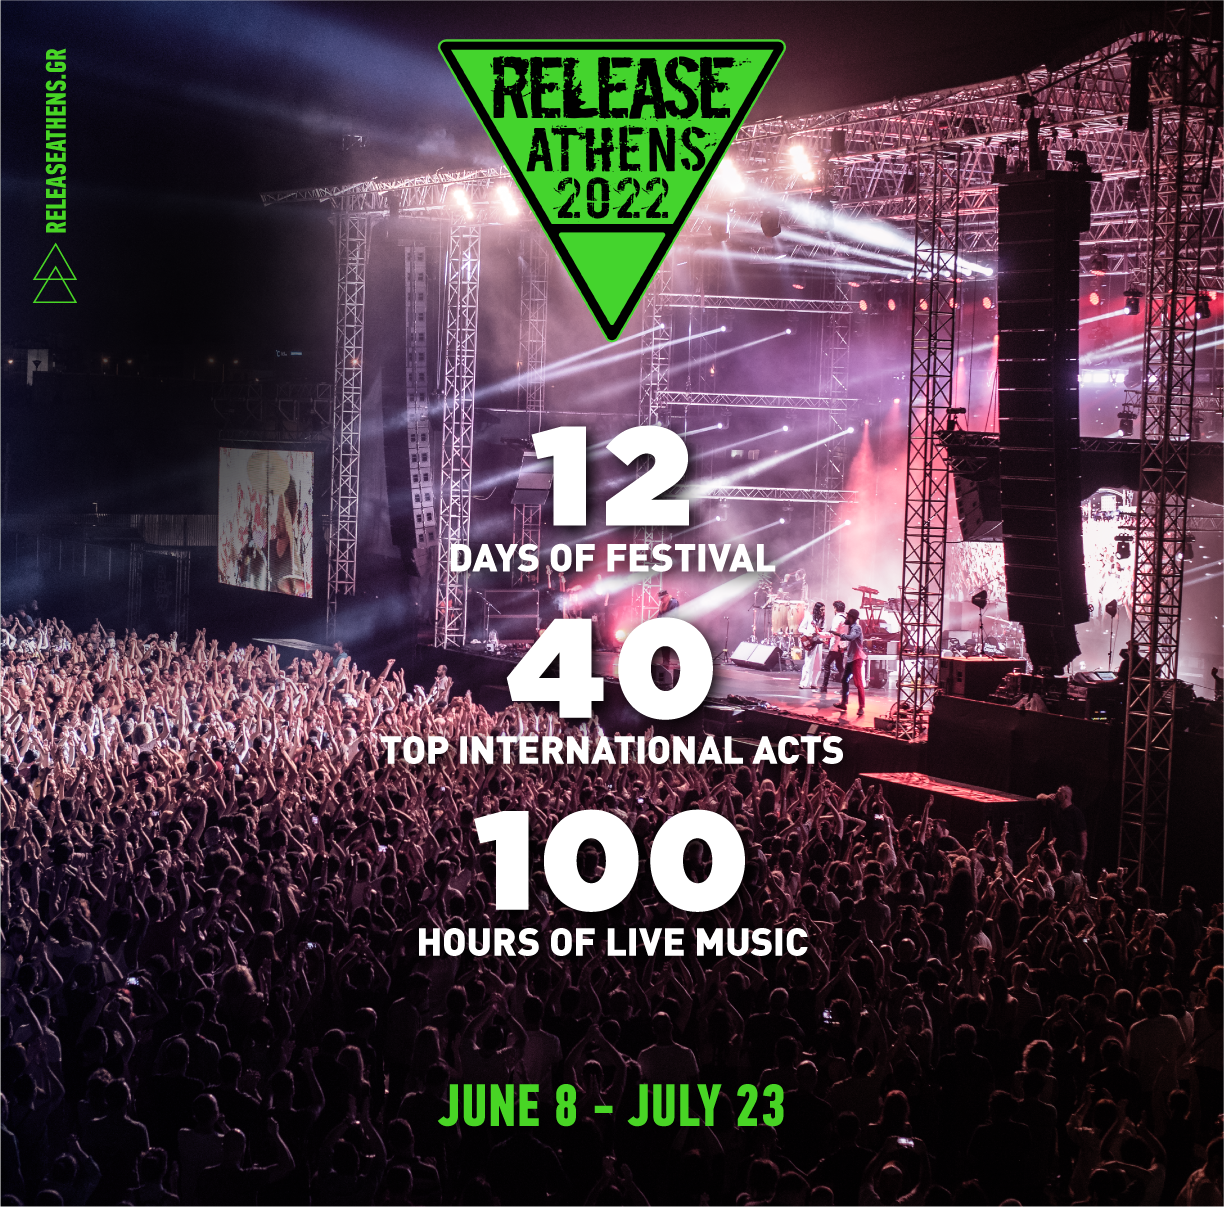 RELEASEATHENS.GR
RELEASE
ATHENS
2022
12
DAYS OF FESTIVAL
40
TOP INTERNATIONAL ACTS
100
HOURS OF LIVE MUSIC
JUNE 8 - JULY 23